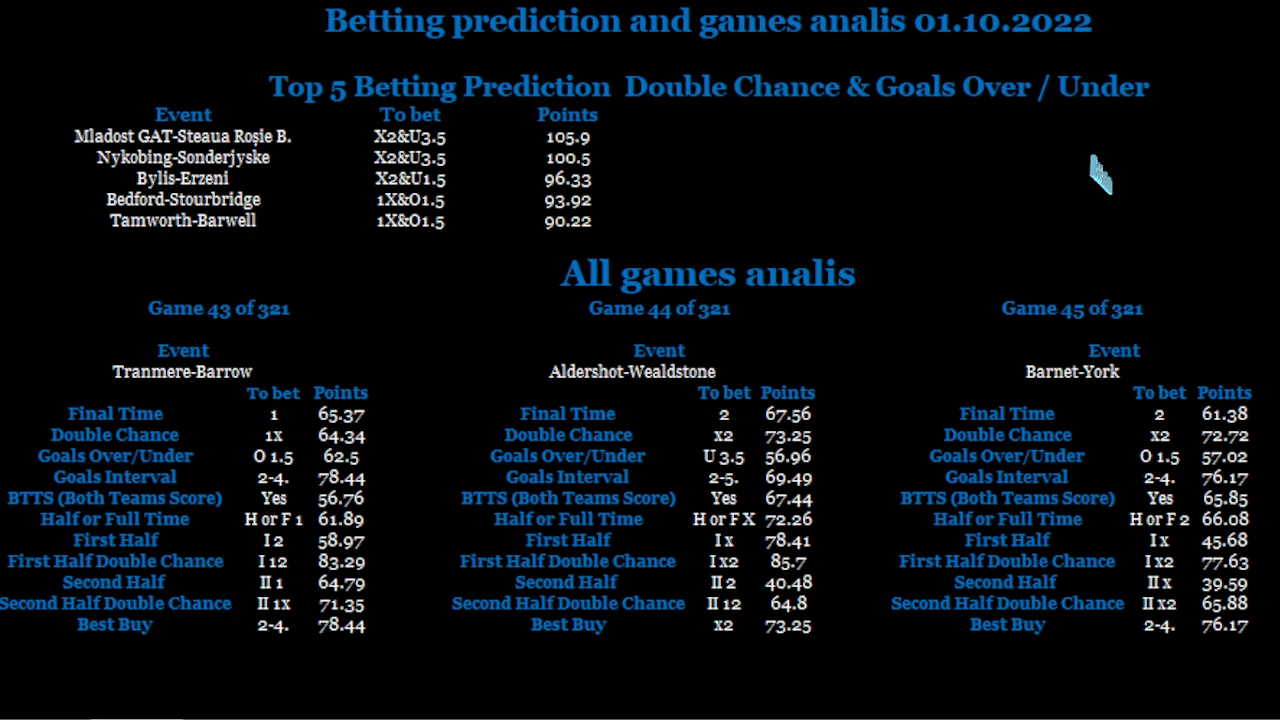 Betting prediction and games analis 01.10.2022
Top 5 Betting Prediction Double Chance & Goals Over / Under
Event To bet Points
Mladost GAT-Steaua Roșie B. X2&U3.5 105.9
Nykobing-Sonderjyske X2&U3.5 100.5
Bylis-Erzeni X2&U1.5 96.33
Bedford-Stourbridge 1X&O1.5 93.92
Tamworth-Barwell 1X&O1.5 90.22
All games analis
Game 43 of 321 Game 44 of 321 Game 45 of 321
Event Event Event
Tranmere-Barrow Aldershot-Wealdstone Barnet-York
To bet Points To bet Points To bet Points
Final Time 1 65.37 Final Time 2 67.56 Final Time 2 61.38
Double Chance 1x 64.34 Double Chance x2 73.25 Double Chance x2 72.72
Goals Over/Under O 1.5 62.5 Goals Over/Under U 3.5 56.96 Goals Over/Under O 1.5 57.02
Goals Interval 2-4. 78.44 Goals Interval 2-5. 69.49 Goals Interval 2-4. 76.17
BTTS (Both Teams Score) Yes 56.76 BTTS (Both Teams Score) Yes 67.44 BTTS (Both Teams Score) Yes 65.85
Half or Full Time H or F 1 61.89 Half or Full Time H or F X 72.26 Half or Full Time H or F 2 66.08
First Half I 2 58.97 First Half I x 78.41 First Half I x 45.68
First Half Double Chance I 12 83.29 First Half Double Chance I x2 85.7 First Half Double Chance I x2 77.63
Second Half II 1 64.79 Second Half II 2 40.48 Second Half II x 39.59
Second Half Double Chance II 1x 71.35 Second Half Double Chance II 12 64.8 Second Half Double Chance II x2 65.88
Best Buy 2-4. 78.44 Best Buy x2 73.25 Best Buy 2-4. 76.17